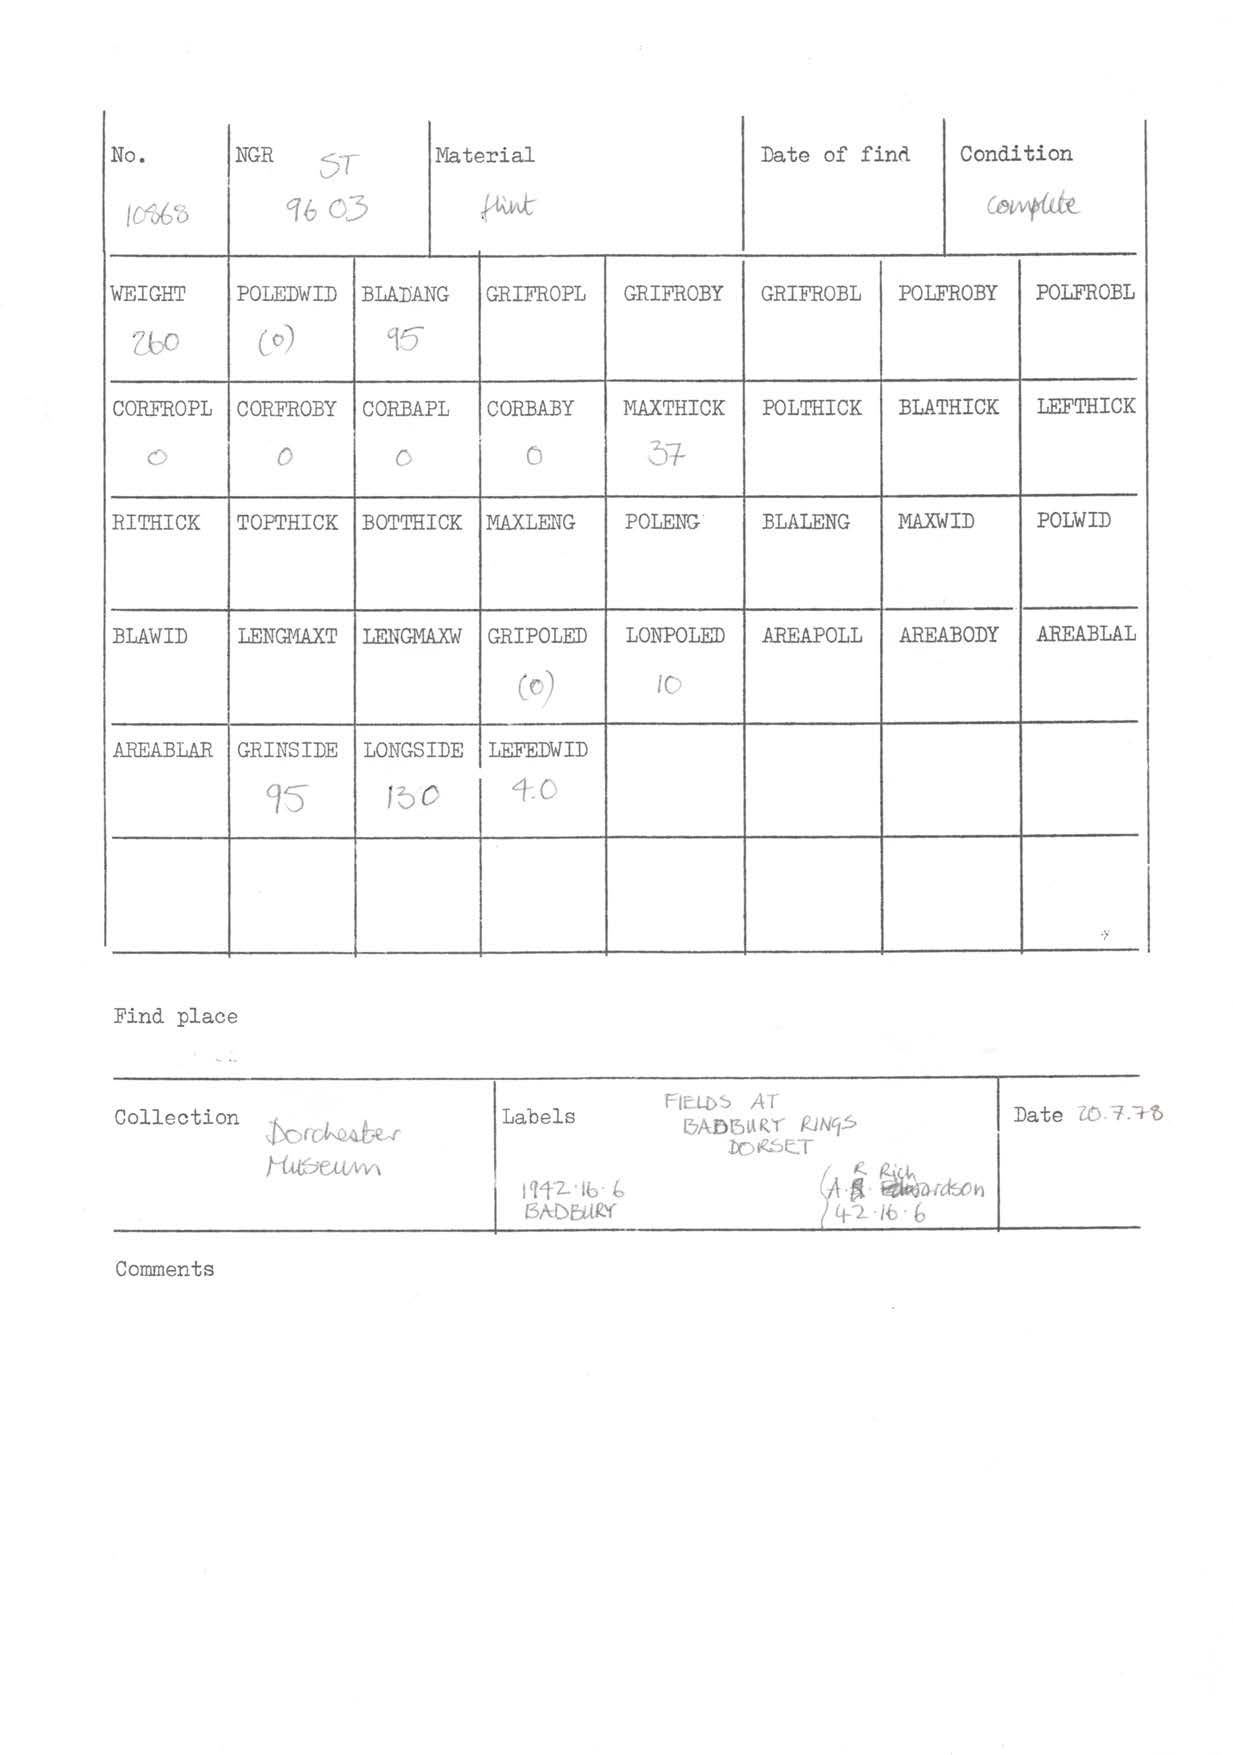 No. NGR ST Material Date of find Condition
10868 96 03 flint complete
WEIGHT POLEDWID BLADANG GRIFROPL GRIFROBY GRIFROBL POLFROBY POLFROBL
260 (0) 95
CORFROPL CORFROBY CORBAPL CORBABY MAXTHICK POLTHICK BLATHICK LEFTHICK
0 0 0 0 37
RITHICK TOPTHICK BOTTHICK MAXLENG POLENG BLALENG MAXWID POLWID
BLAWID LENGMAXT LENGMAXW GRIPOLED LONPOLED AREAPOLL AREABODY AREABLAL
(0) 10
AREABLAR GRINSIDE LONGSIDE LEFEDWID
95 130 4.0
Find place
Collection Dorchester
Museum
Labels FIELDS AT
BADBURY RINGS
DORSET
1942.16.6
BADBURY
R Rich
(A. ardson
42.16.6
Date 20.7.78
Comments